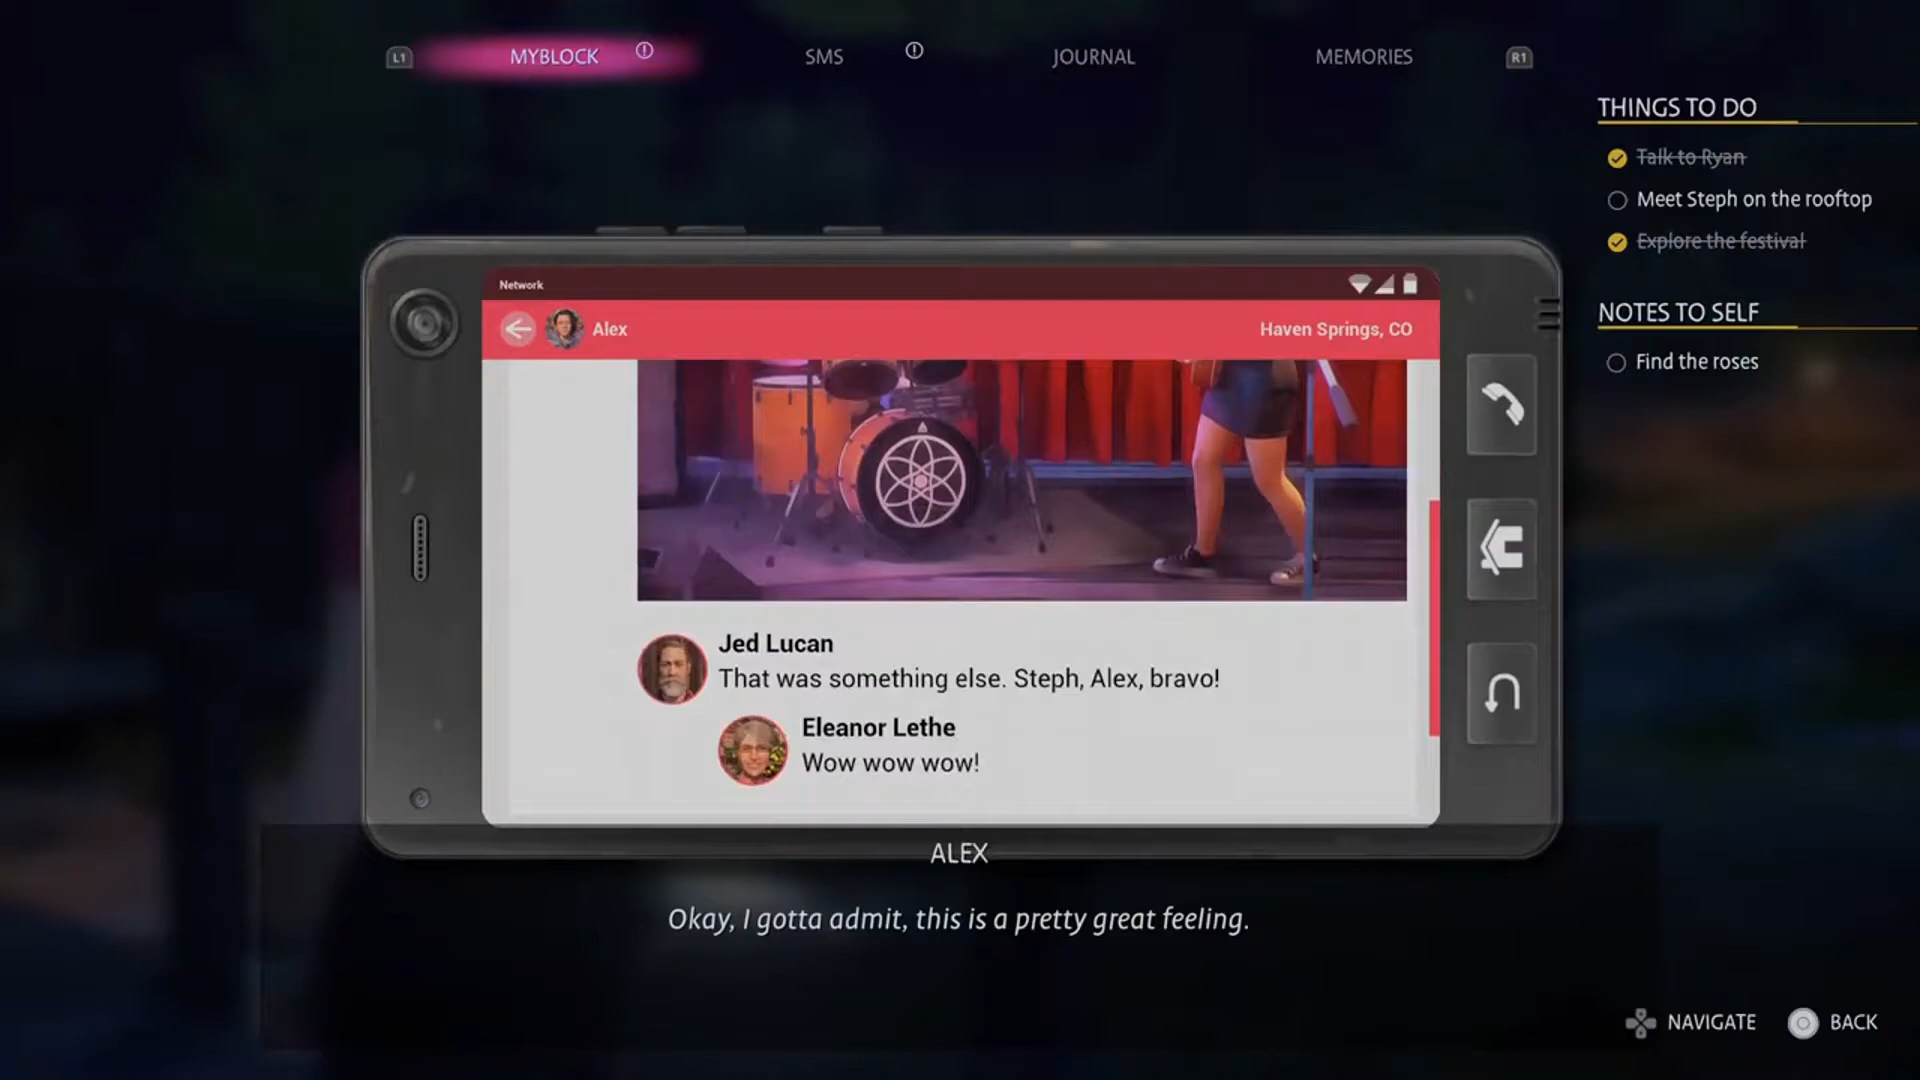 L1
MYBLOCK
SMS
JOURNAL
MEMORIES
R1
THINGS TO DO
Talk to Ryan
Meet Steph on the rooftop
Explore the festival
NOTES TO SELF
Find the roses
Network
Alex
Haven Springs, CO
Jed Lucan
That was something else. Steph, Alex, bravo!
Eleanor Lethe
Wow wow wow!
ALEX
Okay, I gotta admit, this is a pretty great feeling.
NAVIGATE
BACK